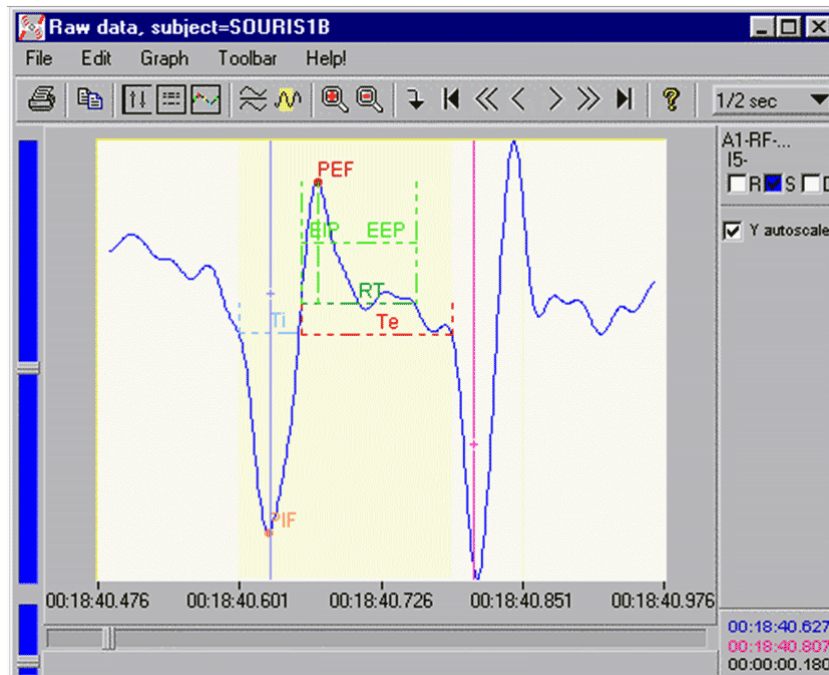 Raw data, subject=SOURIS1B
File Edit Graph Toolbar Help!
1/2 sec
A1-RF-...
I5-
R S
Y autoscale
PEF
EIP EEP
RT
Ti Te
PIF
00:18:40.476 00:18:40.601 00:18:40.726 00:18:40.851 00:18:40.976
00:18:40.627
00:18:40.807
00:00:00.180